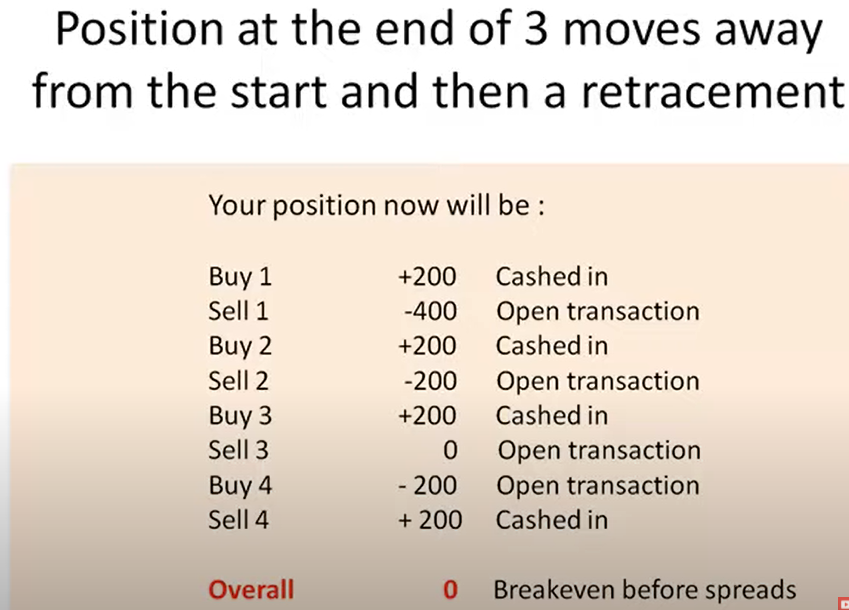 Position at the end of 3 moves away
from the start and then a retracement
Your position now will be :
Buy 1 +200 Cashed in
Sell 1 -400 Open transaction
Buy 2 +200 Cashed in
Sell 2 -200 Open transaction
Buy 3 +200 Cashed in
Sell 3 0 Open transaction
Buy 4 - 200 Open transaction
Sell 4 + 200 Cashed in
Overall 0 Breakeven before spreads